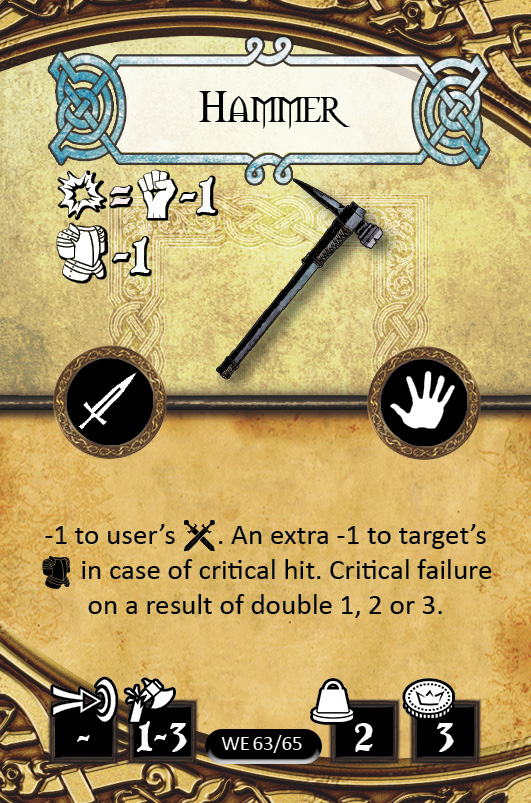 HAMMER
= -1
-1
-1 to user's . An extra -1 to target's
in case of critical hit. Critical failure
on a result of double 1, 2 or 3.
- 1-3 WE 63/65 2 3